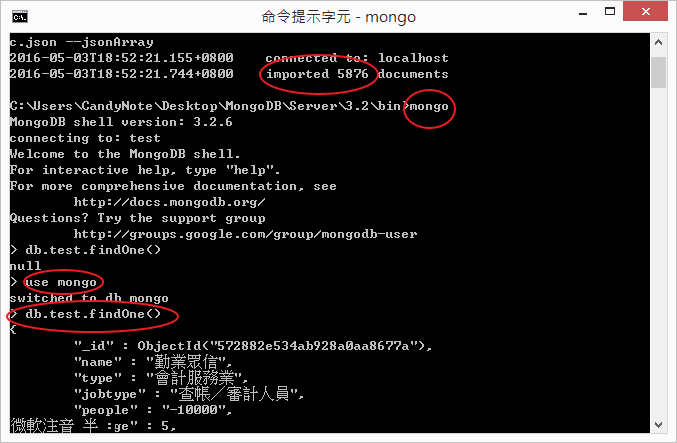 命令提示字元 - mongo
c.json --jsonArray
2016-05-03T18:52:21.155+0800    connected to: localhost
2016-05-03T18:52:21.744+0800    imported 5876 documents
C:\Users\CandyNote\Desktop\MongoDB\Server\3.2\bin>mongo
MongoDB shell version: 3.2.6
connecting to: test
Welcome to the MongoDB shell.
For interactive help, type "help".
For more comprehensive documentation, see
        http://docs.mongodb.org/
Questions? Try the support group
        http://groups.google.com/group/mongodb-user
> db.test.findOne()
null
> use mongo
switched to db mongo
> db.test.findOne()
{
        "_id" : ObjectId("572882e534ab928a0aa8677a"),
        "name" : "勤業眾信",
        "type" : "會計服務業",
        "jobtype" : "查帳／審計人員",
        "people" : "-10000",
微軟注音 半 :ge" : 5,